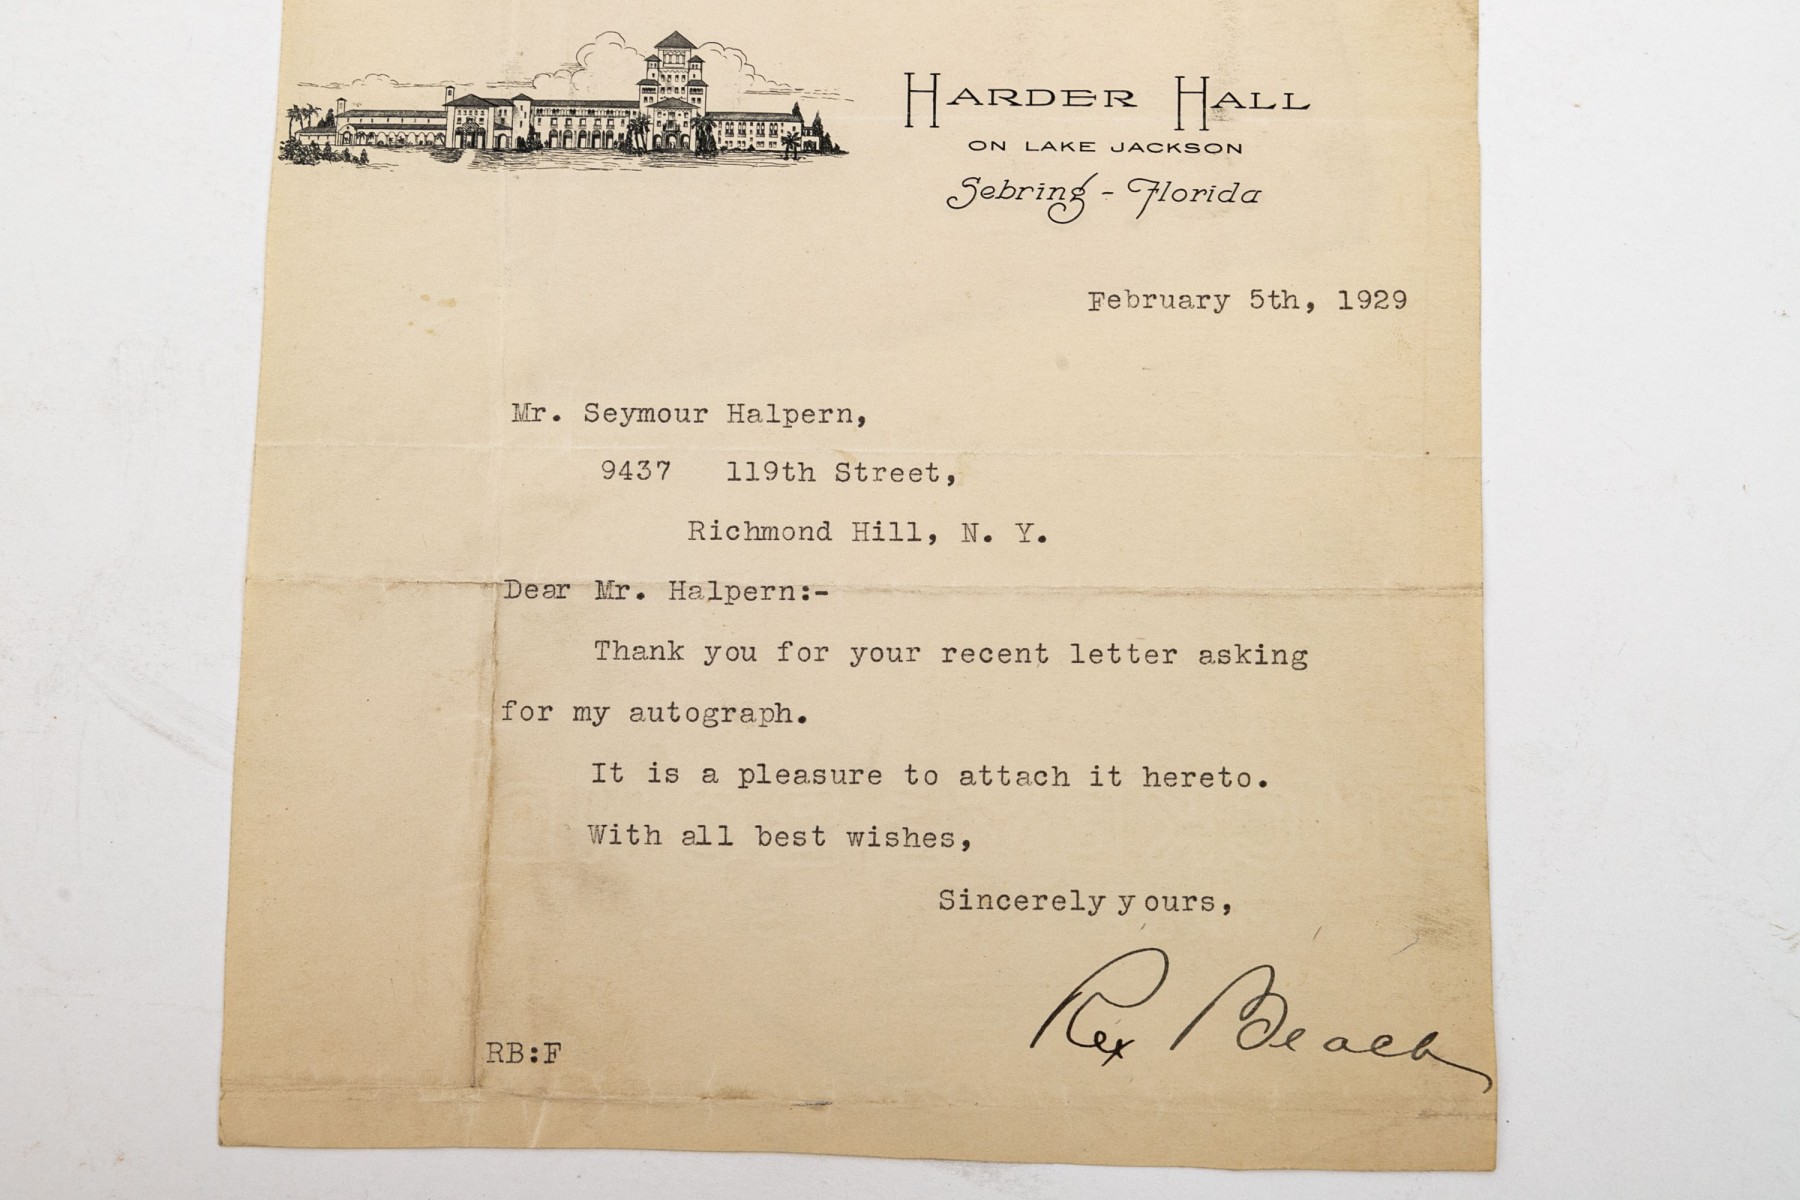 HARDER HALL
ON LAKE JACKSON
Sebring - Florida
February 5th, 1929
Mr. Seymour Halpern,
9437 119th Street,
Richmond Hill, N. Y.
Dear Mr. Halpern:-
Thank you for your recent letter asking
for my autograph.
It is a pleasure to attach it hereto.
With all best wishes,
Sincerely yours,
Rex Beach
RB:F